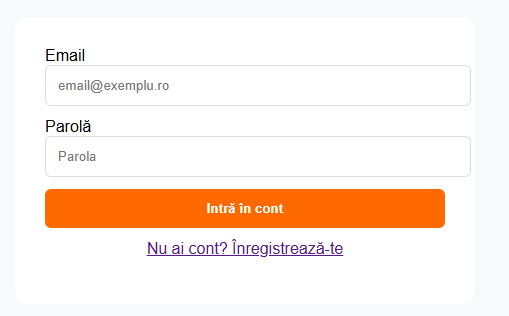 Email
email@exemplu.ro
Parolă
Parola
Intră în cont
Nu ai cont? Înregistrează-te